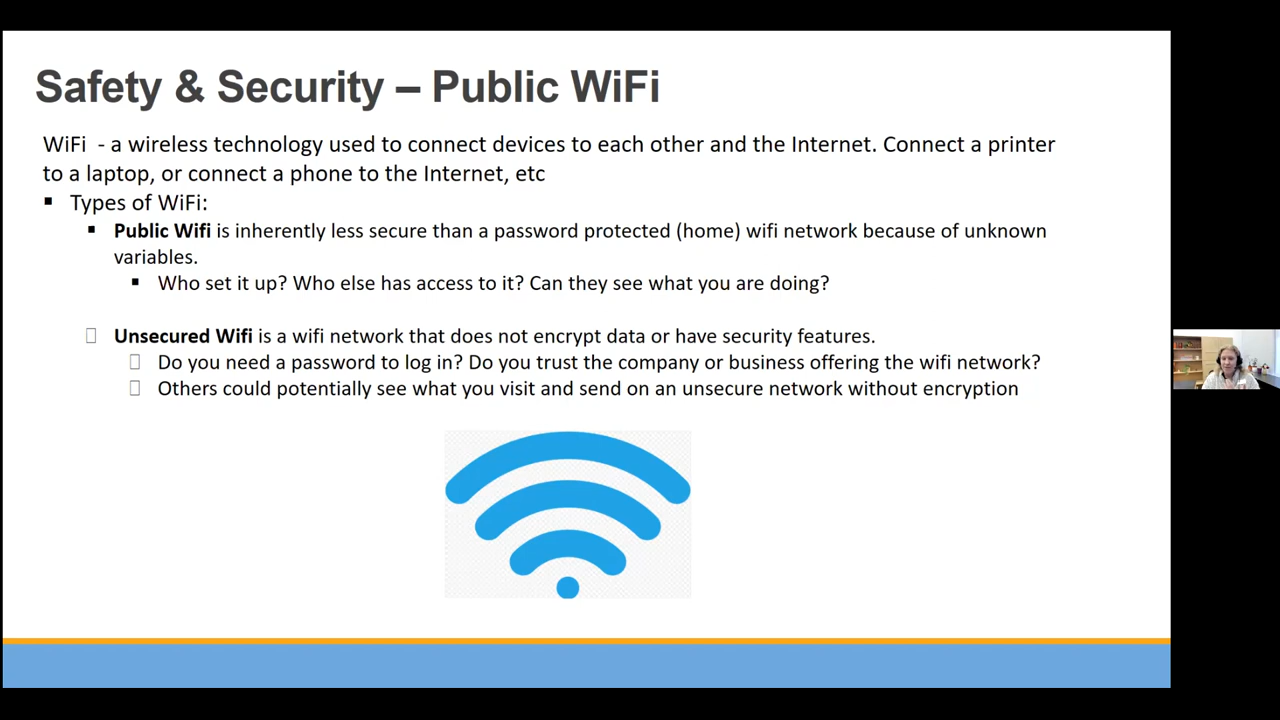 Safety & Security – Public WiFi
WiFi - a wireless technology used to connect devices to each other and the Internet. Connect a printer
to a laptop, or connect a phone to the Internet, etc
Types of WiFi:
Public Wifi is inherently less secure than a password protected (home) wifi network because of unknown
variables.
Who set it up? Who else has access to it? Can they see what you are doing?
Unsecured Wifi is a wifi network that does not encrypt data or have security features.
Do you need a password to log in? Do you trust the company or business offering the wifi network?
Others could potentially see what you visit and send on an unsecure network without encryption